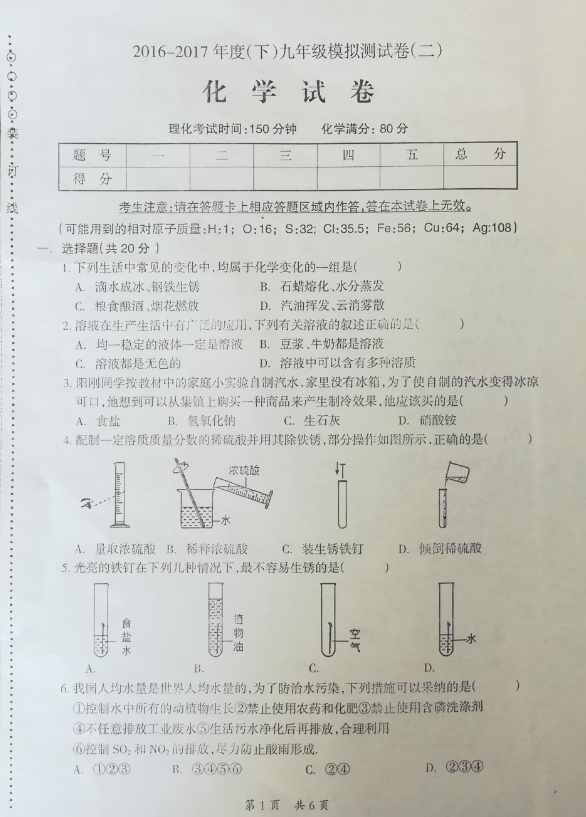 2016-2017年度(下)九年级模拟测试卷(二)
化 学 试 卷
理化考试时间:150分钟 化学满分:80分
题 号 一 二 三 四 五 总 分
得 分
考生注意:请在答题卡上相应答题区域内作答,答在本试卷上无效。
(可能用到的相对原子质量:H:1; O:16; S:32; Cl:35.5; Fe:56; Cu:64; Ag:108)
一. 选择题(共20分)
1.下列生活中常见的变化中,均属于化学变化的一组是( )
A. 滴水成冰、钢铁生锈 B. 石蜡熔化、水分蒸发
C. 粮食酿酒、烟花燃放 D. 汽油挥发、云消雾散
2.溶液在生产生活中有广泛的应用,下列有关溶液的叙述正确的是( )
A. 均一稳定的液体一定是溶液 B. 豆浆、牛奶都是溶液
C. 溶液都是无色的 D. 溶液中可以含有多种溶质
3.阳刚同学按教材中的家庭小实验自制汽水,家里没有冰箱,为了使自制的汽水变得冰凉
可口,他想到可以从集镇上购买一种商品来产生制冷效果,他应该买的是( )
A. 食盐 B. 氢氧化钠 C. 生石灰 D. 硝酸铵
4.配制一定溶质质量分数的稀硫酸并用其除铁锈,部分操作如图所示,正确的是( )
浓硫酸
水
A. 量取浓硫酸 B. 稀释浓硫酸 C. 装生锈铁钉 D. 倾倒稀硫酸
5.光亮的铁钉在下列几种情况下,最不容易生锈的是( )
食盐水 植物油 空气 水
A. B. C. D.
6.我国人均水量是世界人均水量的,为了防治水污染,下列措施可以采纳的是( )
①控制水中所有的动植物生长②禁止使用农药和化肥③禁止使用含磷洗涤剂
④不任意排放工业废水⑤生活污水净化后再排放,合理利用
⑥控制SO₂和NO₂的排放,尽力防止酸雨形成.
A. ①②③ B. ③④⑤⑥ C. ②④ D. ②③④
第1页 共6页
装
订
线